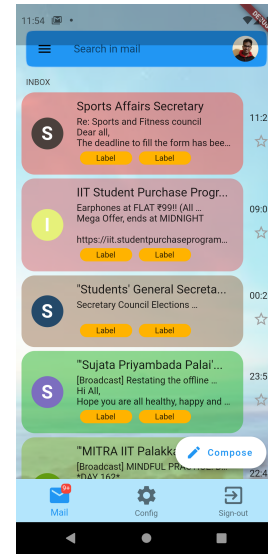 11:54
Search in mail
INBOX
Sports Affairs Secretary
11:2
Re: Sports and Fitness council
Dear all,
The deadline to fill the form has bee...
Label Label
IIT Student Purchase Progr...
09:0
Earphones at FLAT ₹99!! (All ...
Mega Offer, ends at MIDNIGHT
https://iit.studentpurchaseprogram...
Label Label
"Students' General Secreta...
00:2
Secretary Council Elections ...
Label Label
"'Sujata Priyambada Palai'...
23:5
[Broadcast] Restating the offline ...
Hi All,
Hope you are all healthy, happy and ...
Label Label
"'MITRA IIT Palakka
22:4
[Broadcast] MINDFUL
*DAY 162*
Compose
9+
Mail
Config
Sign-out
S
I
S
S